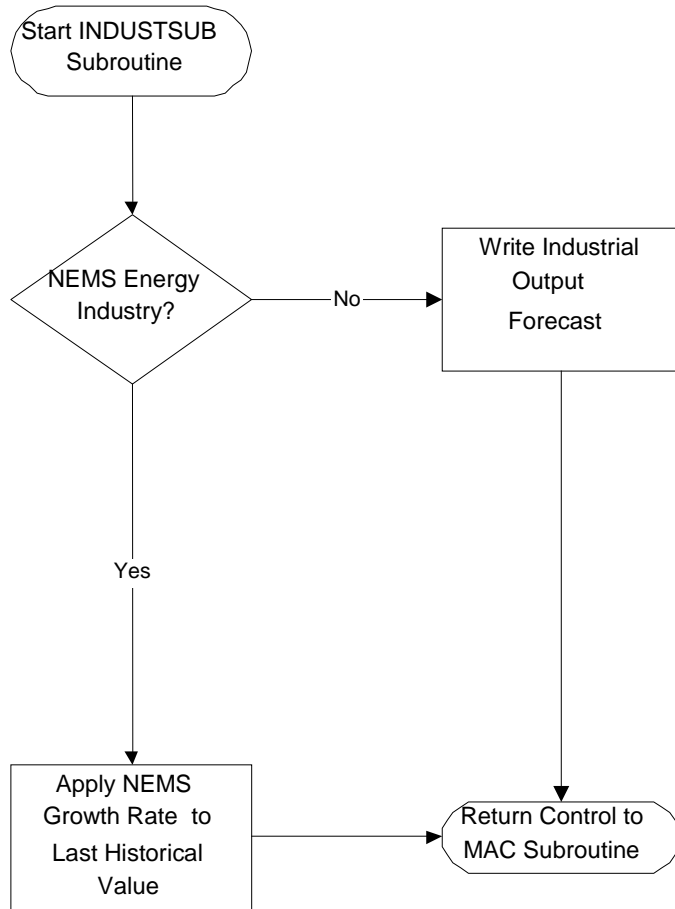 Start INDUSTSUB
Subroutine
NEMS Energy
Industry?
No
Write Industrial
Output
Forecast
Yes
Apply NEMS
Growth Rate to
Last Historical
Value
Return Control to
MAC Subroutine